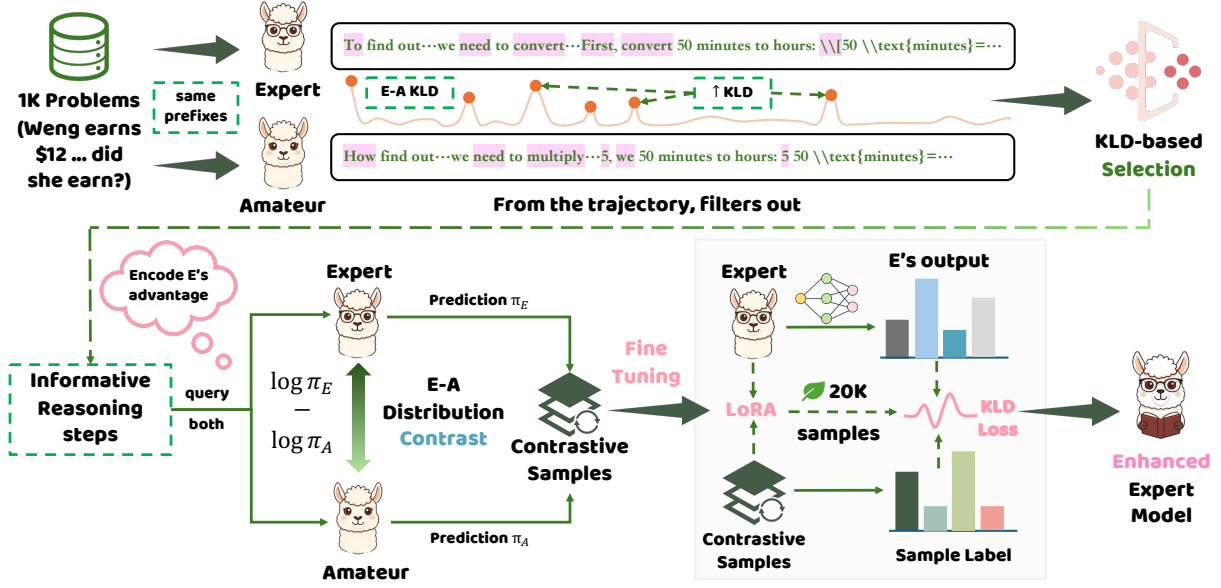 1K Problems
(Weng earns
$12 ... did
she earn?)
same
prefixes
Expert
Amateur
To find out⋯we need to convert⋯First, convert 50 minutes to hours: \\[50 \\text{minutes}=⋯
E-A KLD
↑ KLD
How find out⋯we need to multiply⋯5, we 50 minutes to hours: 5 50 \\text{minutes}=⋯
From the trajectory, filters out
KLD-based
Selection
Encode E's
advantage
Informative
Reasoning
steps
query
both
Expert
log π_E
−
log π_A
Amateur
E-A
Distribution
Contrast
Prediction π_E
Prediction π_A
Contrastive
Samples
Fine
Tuning
Expert
E's output
LoRA
20K
samples
KLD
Loss
Contrastive
Samples
Sample Label
Enhanced
Expert
Model